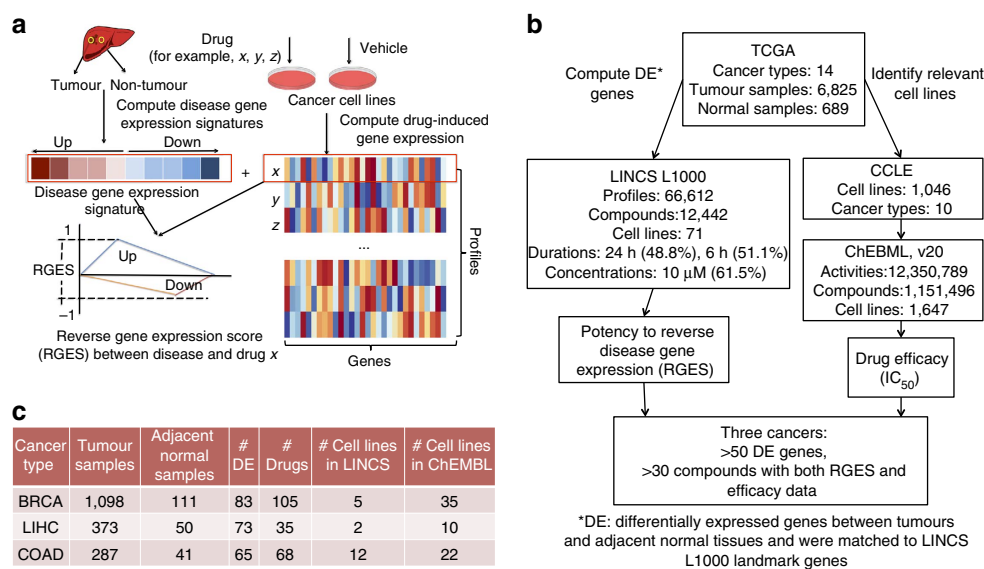 a
Drug
(for example, x, y, z)
Vehicle
Tumour Non-tumour
Cancer cell lines
Compute disease gene
expression signatures
Compute drug-induced
gene expression
Up
Down
+
x
y
z
...
Disease gene expression
signature
1
RGES
Up
Down
–1
Profiles
Reverse gene expression score
(RGES) between disease and drug x
Genes
b
TCGA
Cancer types: 14
Tumour samples: 6,825
Normal samples: 689
Compute DE*
genes
Identify relevant
cell lines
LINCS L1000
Profiles: 66,612
Compounds:12,442
Cell lines: 71
Durations: 24 h (48.8%), 6 h (51.1%)
Concentrations: 10 μM (61.5%)
CCLE
Cell lines: 1,046
Cancer types: 10
ChEBML, v20
Activities:12,350,789
Compounds:1,151,496
Cell lines: 1,647
Potency to reverse
disease gene
expression (RGES)
Drug efficacy
(IC50)
Three cancers:
>50 DE genes,
>30 compounds with both RGES and
efficacy data
*DE: differentially expressed genes between tumours
and adjacent normal tissues and were matched to LINCS
L1000 landmark genes
c
Cancer type Tumour samples Adjacent normal samples # DE # Drugs # Cell lines in LINCS # Cell lines in ChEMBL
BRCA 1,098 111 83 105 5 35
LIHC 373 50 73 35 2 10
COAD 287 41 65 68 12 22